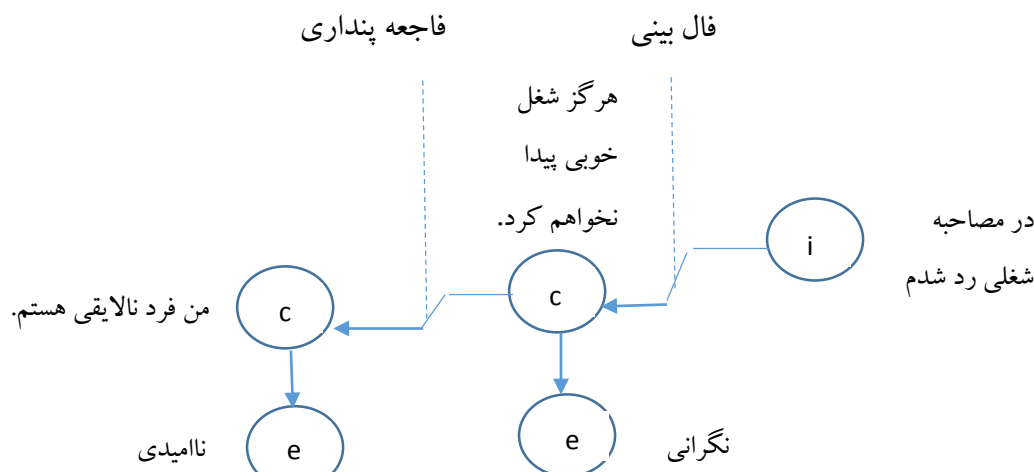 فال بینی
فاجعه پنداری
هرگز شغل
خوبی پیدا
نخواهم کرد.
در مصاحبه
شغلی رد شدم
i
c
c
من فرد نالایقی هستم.
نگرانی
e
e
ناامیدی